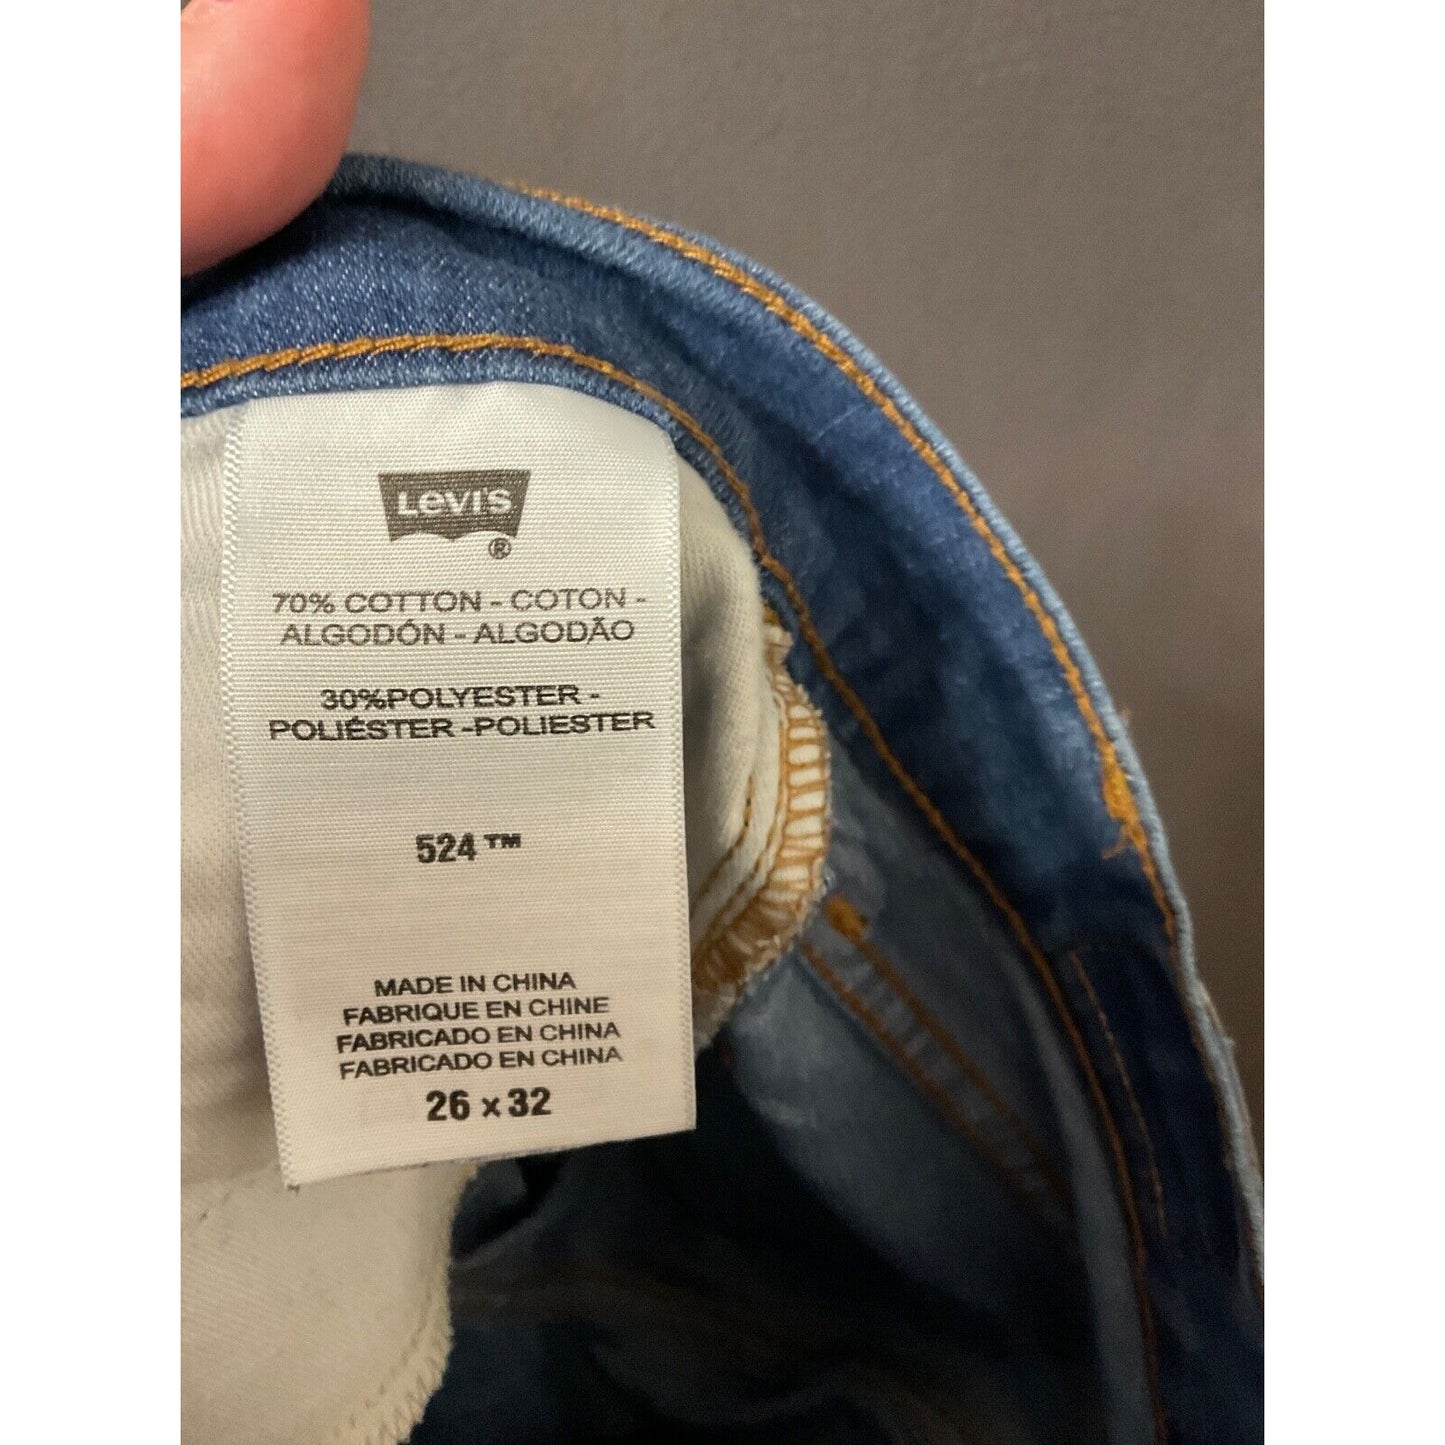 Levi's
®
70% COTTON - COTON -
ALGODÓN - ALGODÃO
30%POLYESTER -
POLIÉSTER -POLIESTER
524™
MADE IN CHINA
FABRIQUE EN CHINE
FABRICADO EN CHINA
FABRICADO EN CHINA
26 x 32